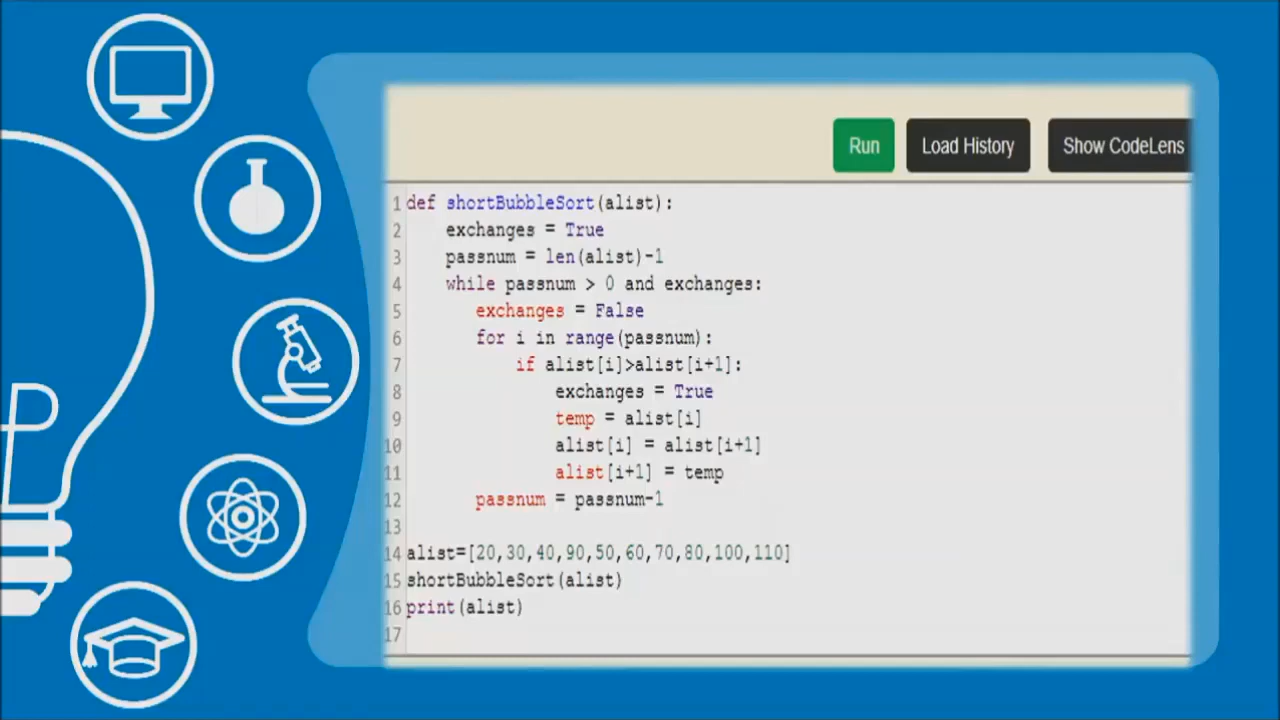 Run Load History Show CodeLens
1 def shortBubbleSort(alist):
2     exchanges = True
3     passnum = len(alist)-1
4     while passnum > 0 and exchanges:
5        exchanges = False
6        for i in range(passnum):
7            if alist[i]>alist[i+1]:
8                exchanges = True
9                temp = alist[i]
10                alist[i] = alist[i+1]
11                alist[i+1] = temp
12        passnum = passnum-1
13
14 alist=[20,30,40,90,50,60,70,80,100,110]
15 shortBubbleSort(alist)
16 print(alist)
17